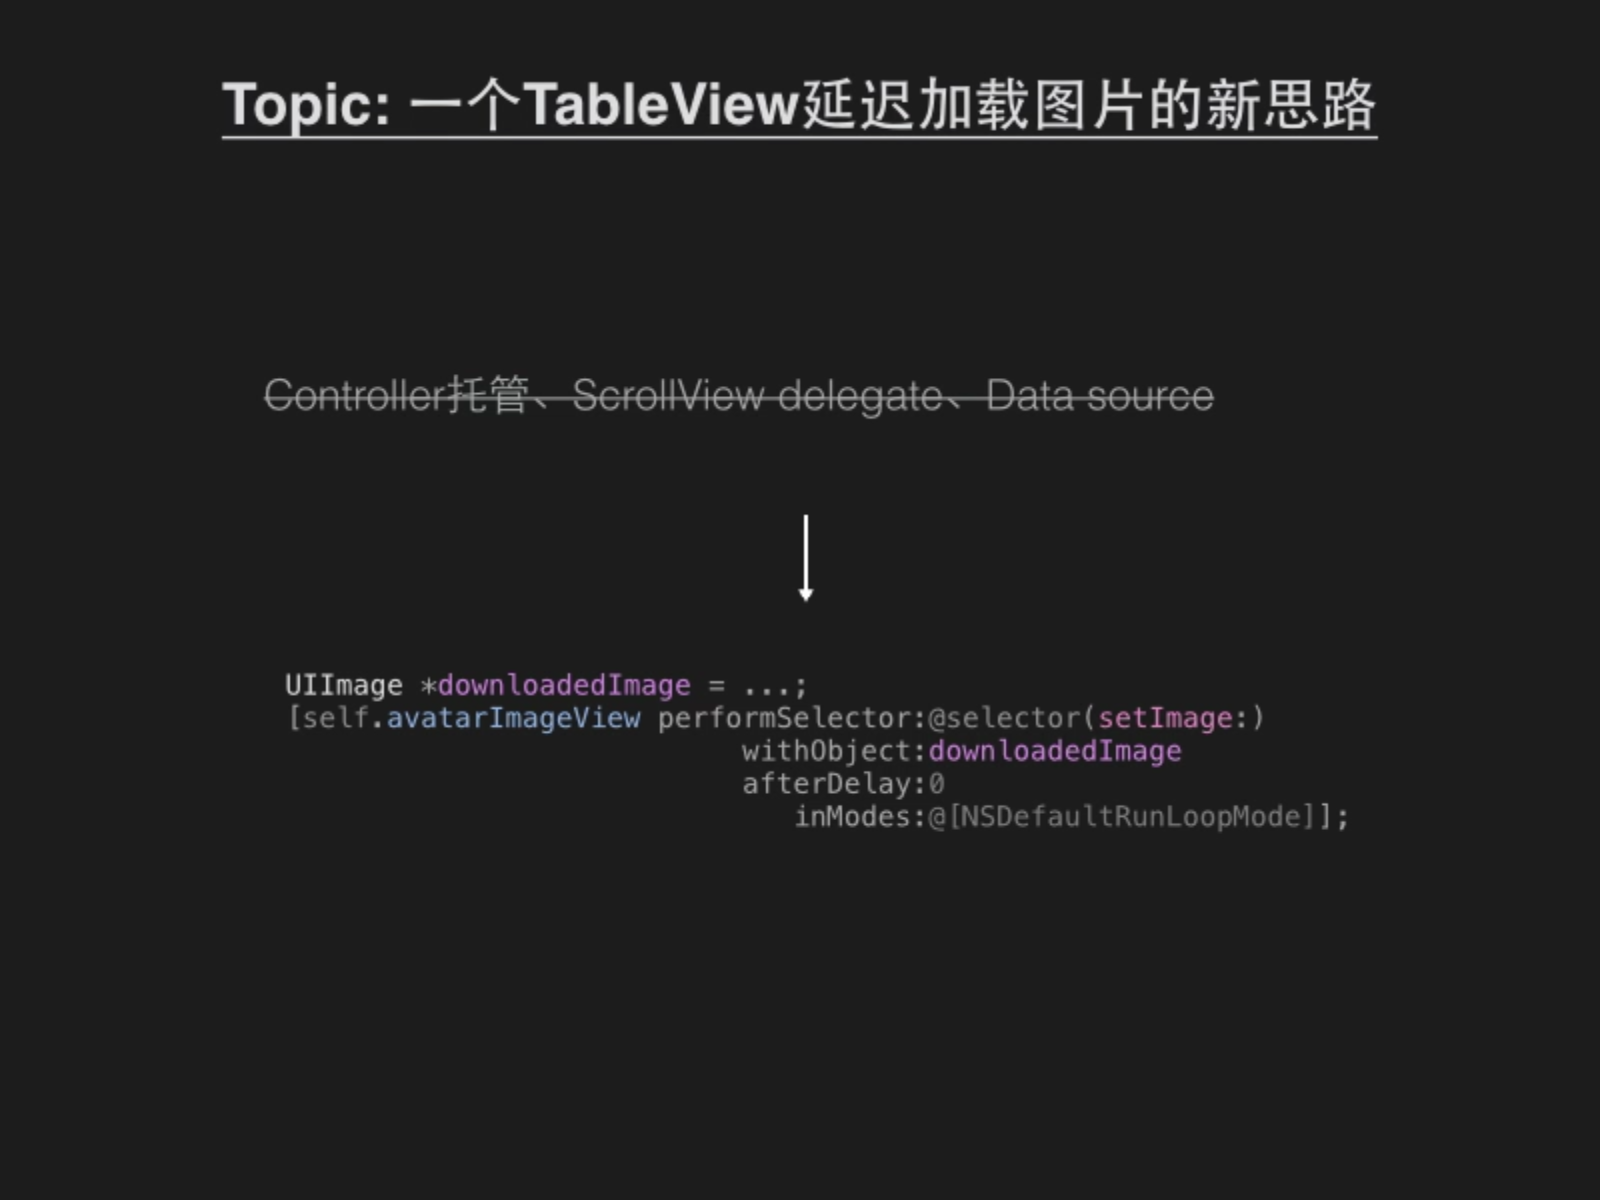 Topic: 一个TableView延迟加载图片的新思路
Controller托管、ScrollView delegate、Data source
UIImage *downloadedImage = ...;
[self.avatarImageView performSelector:@selector(setImage:)
withObject:downloadedImage
afterDelay:0
inModes:@[NSDefaultRunLoopMode]];